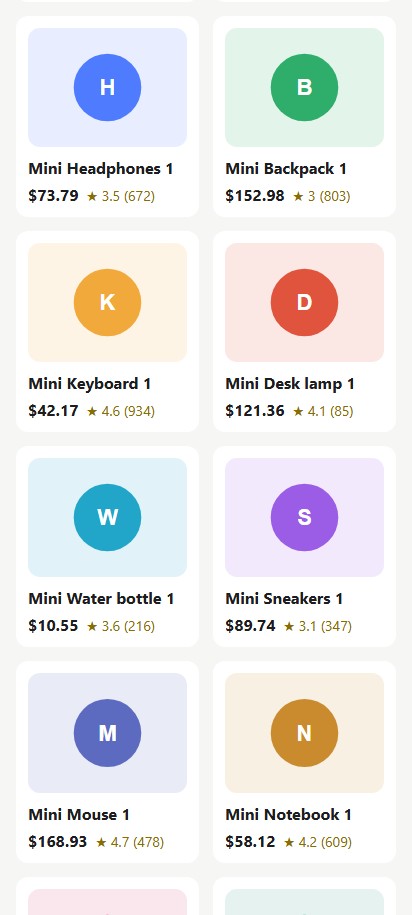 H
Mini Headphones 1
$73.79 ★ 3.5 (672)
B
Mini Backpack 1
$152.98 ★ 3 (803)
K
Mini Keyboard 1
$42.17 ★ 4.6 (934)
D
Mini Desk lamp 1
$121.36 ★ 4.1 (85)
W
Mini Water bottle 1
$10.55 ★ 3.6 (216)
S
Mini Sneakers 1
$89.74 ★ 3.1 (347)
M
Mini Mouse 1
$168.93 ★ 4.7 (478)
N
Mini Notebook 1
$58.12 ★ 4.2 (609)